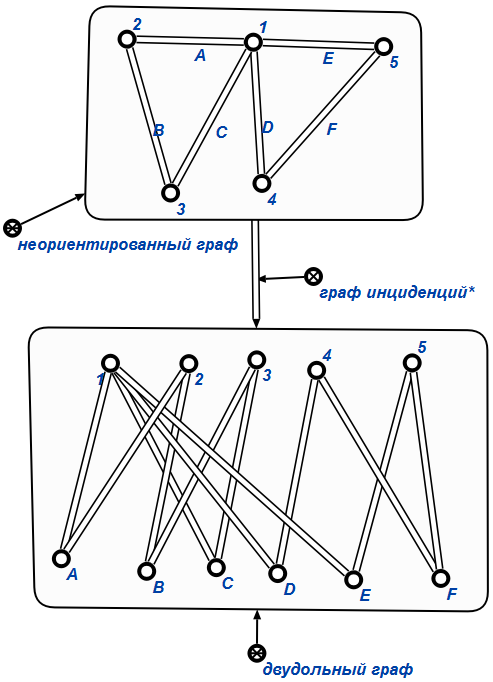 2
1
5
A
E
B
C
D
F
3
4
неориентированный граф
граф инциденций*
1
2
3
4
5
A
B
C
D
E
F
двудольный граф